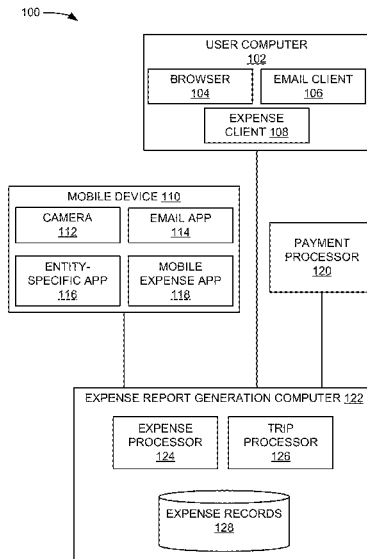 100
USER COMPUTER
102
BROWSER
104
EMAIL CLIENT
106
EXPENSE
CLIENT 108
MOBILE DEVICE 110
CAMERA
112
EMAIL APP
114
ENTITY-
SPECIFIC APP
116
MOBILE
EXPENSE APP
118
PAYMENT
PROCESSOR
120
EXPENSE REPORT GENERATION COMPUTER 122
EXPENSE
PROCESSOR
124
TRIP
PROCESSOR
126
EXPENSE RECORDS
128